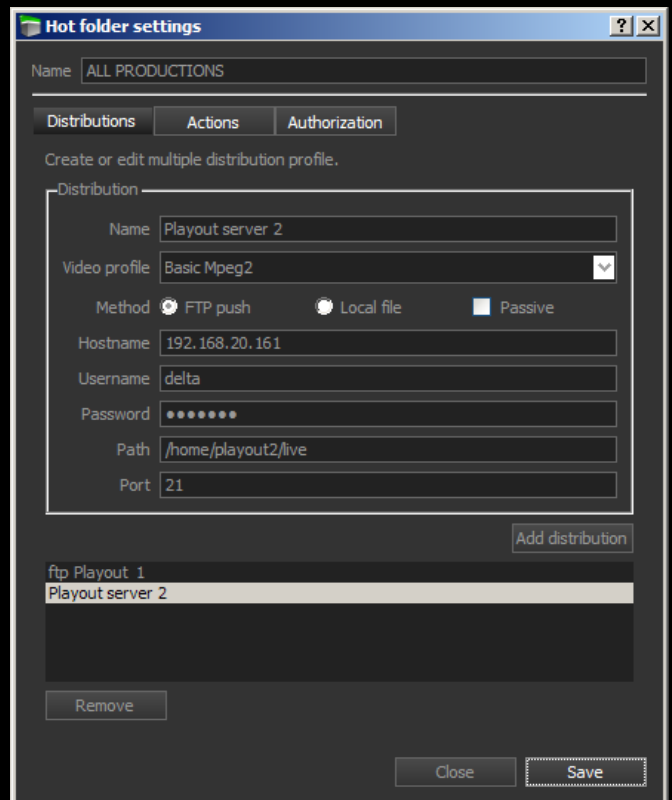 Hot folder settings
Name ALL PRODUCTIONS
Distributions Actions Authorization
Create or edit multiple distribution profile.
Distribution
Name Playout server 2
Video profile Basic Mpeg2
Method FTP push Local file Passive
Hostname 192.168.20.161
Username delta
Password •••••••
Path /home/playout2/live
Port 21
Add distribution
ftp Playout 1
Playout server 2
Remove
Close Save